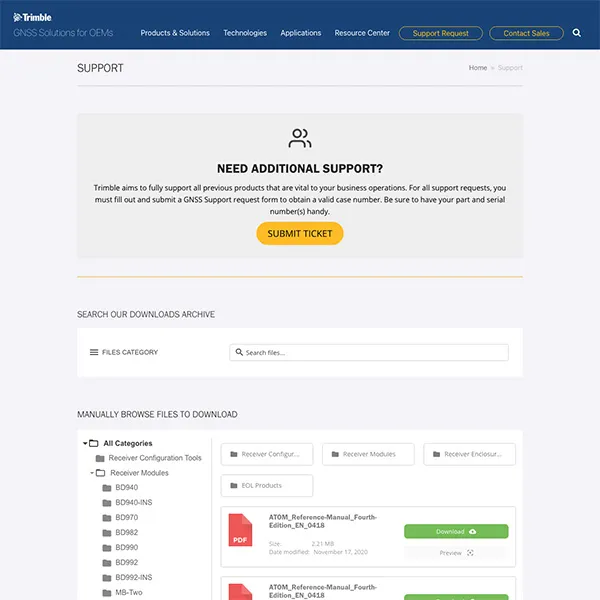 Trimble
GNSS Solutions for OEMs
Products & Solutions Technologies Applications Resource Center Support Request Contact Sales
SUPPORT
Home » Support
NEED ADDITIONAL SUPPORT?
Trimble aims to fully support all previous products that are vital to your business operations. For all support requests, you
must fill out and submit a GNSS Support request form to obtain a valid case number. Be sure to have your part and serial
number(s) handy.
SUBMIT TICKET
SEARCH OUR DOWNLOADS ARCHIVE
FILES CATEGORY
Search files...
MANUALLY BROWSE FILES TO DOWNLOAD
All Categories
Receiver Configuration Tools
Receiver Modules
BD940
BD940-INS
BD970
BD982
BD990
BD992
BD992-INS
MB-Two
Receiver Configur...
Receiver Modules
Receiver Enclosur...
EOL Products
PDF
ATOM_Reference-Manual_Fourth-
Edition_EN_0418
Size: 2.21 MB
Date modified: November 17, 2020
Download
Preview
ATOM_Reference-Manual_Fourth-
Edition_EN_0418
Download